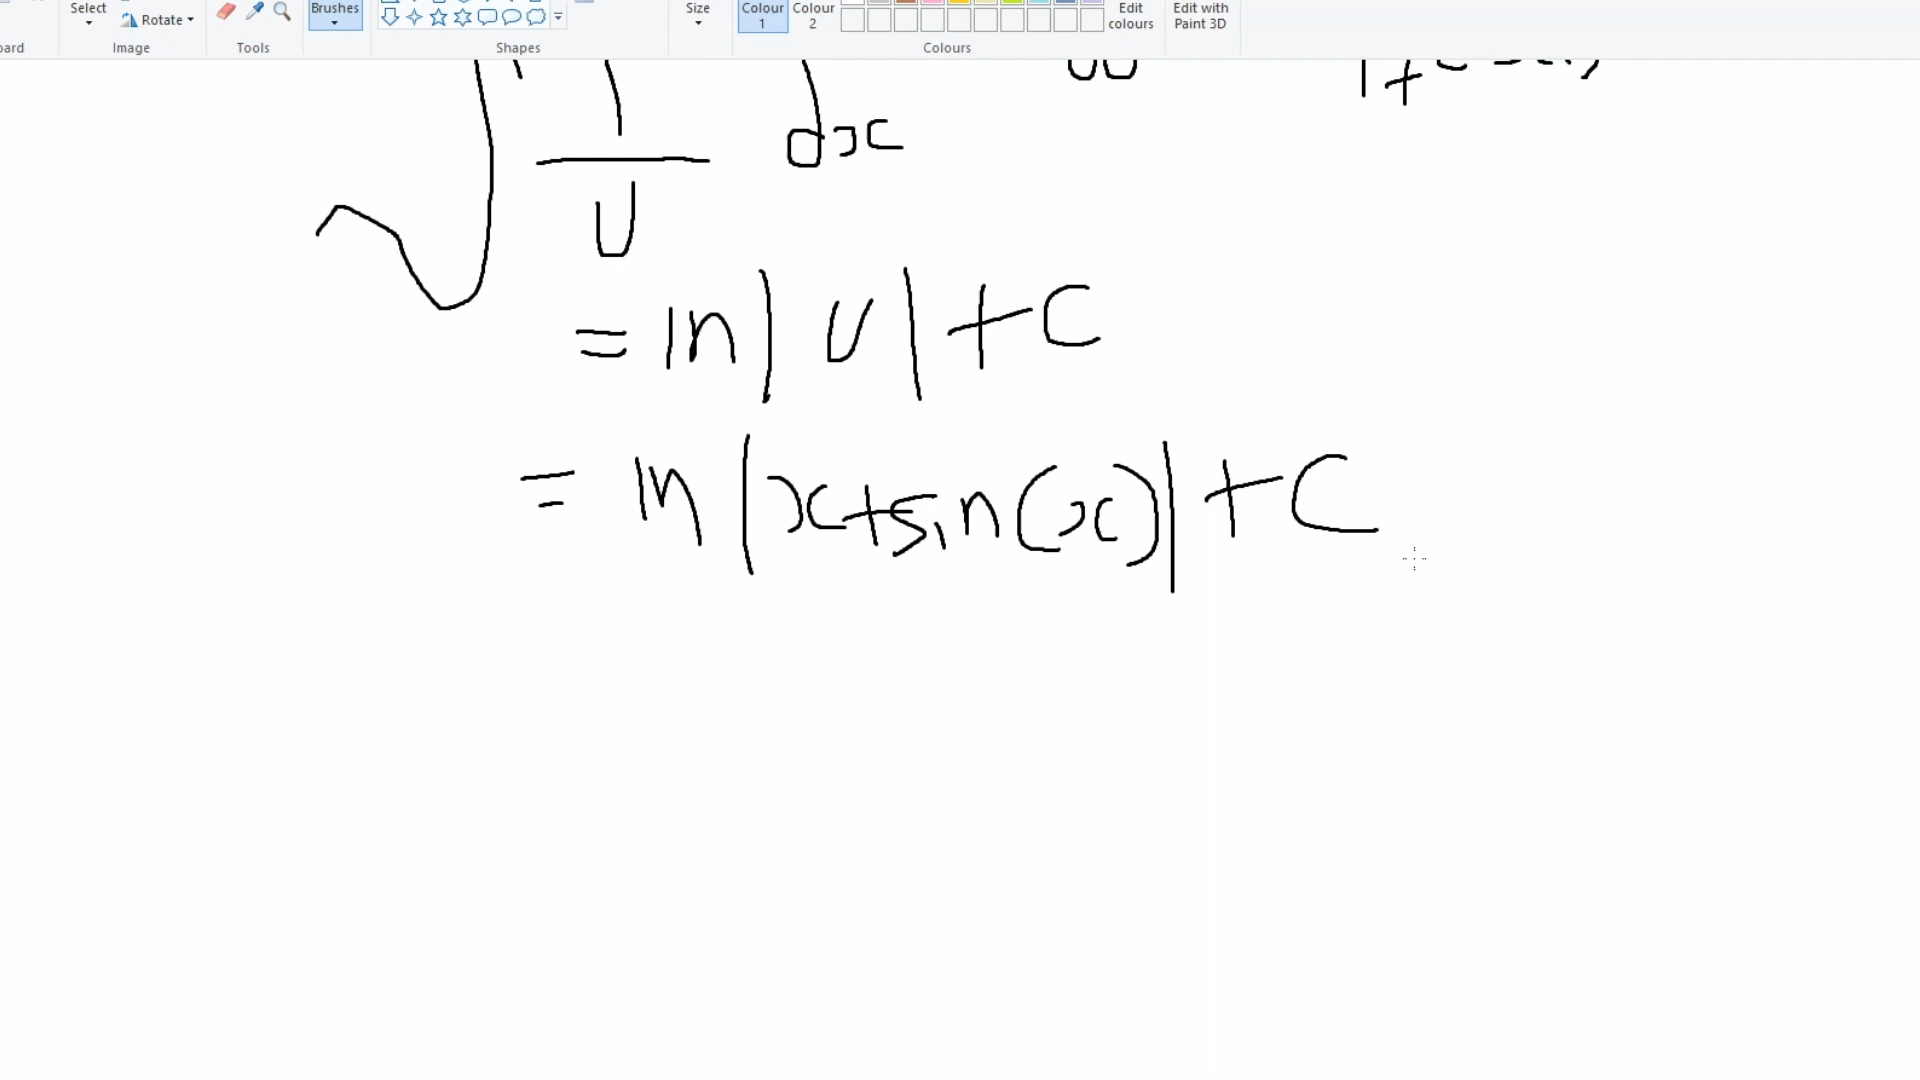 Select Rotate Brushes Size Colour 1 Colour 2 Edit colours Edit with Paint 3D
Image Tools Shapes Colours
dx
U
= ln|U|+C
= ln|x+sin(x)|+C